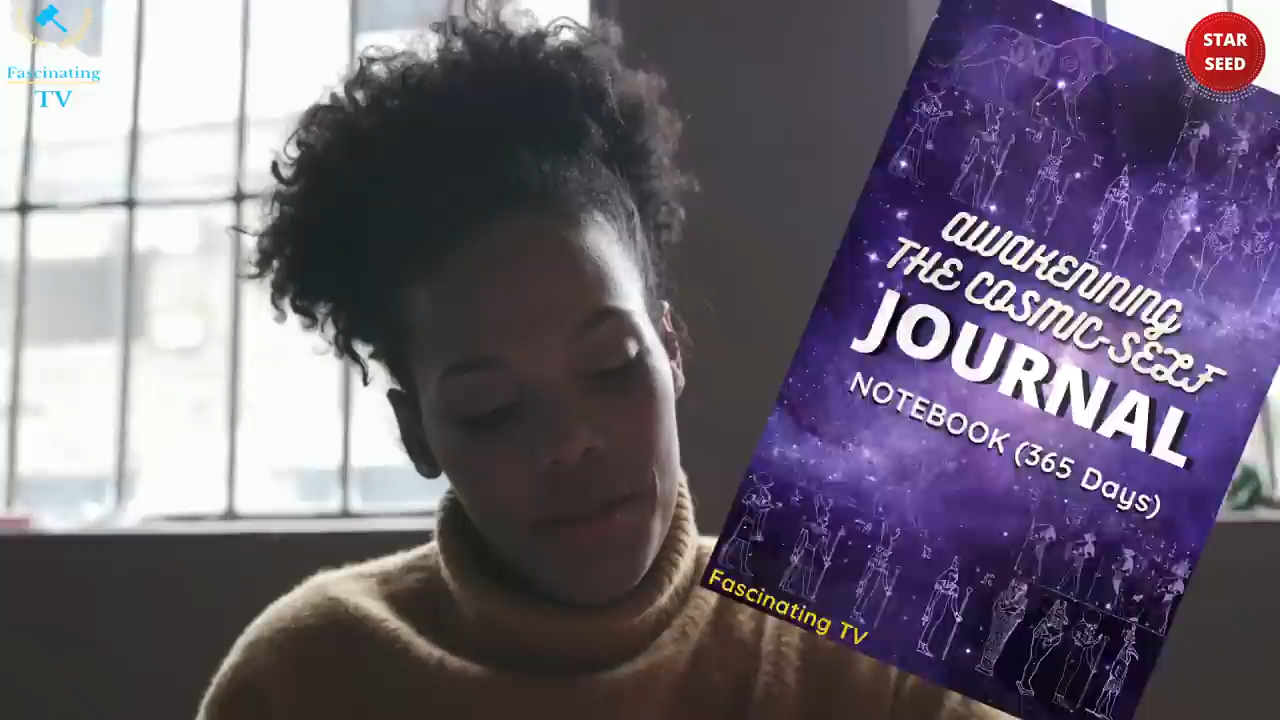 Fascinating
TV
STAR
SEED
AWAKENING
THE COSMIC-SELF
JOURNAL
NOTEBOOK (365 Days)
Fascinating TV